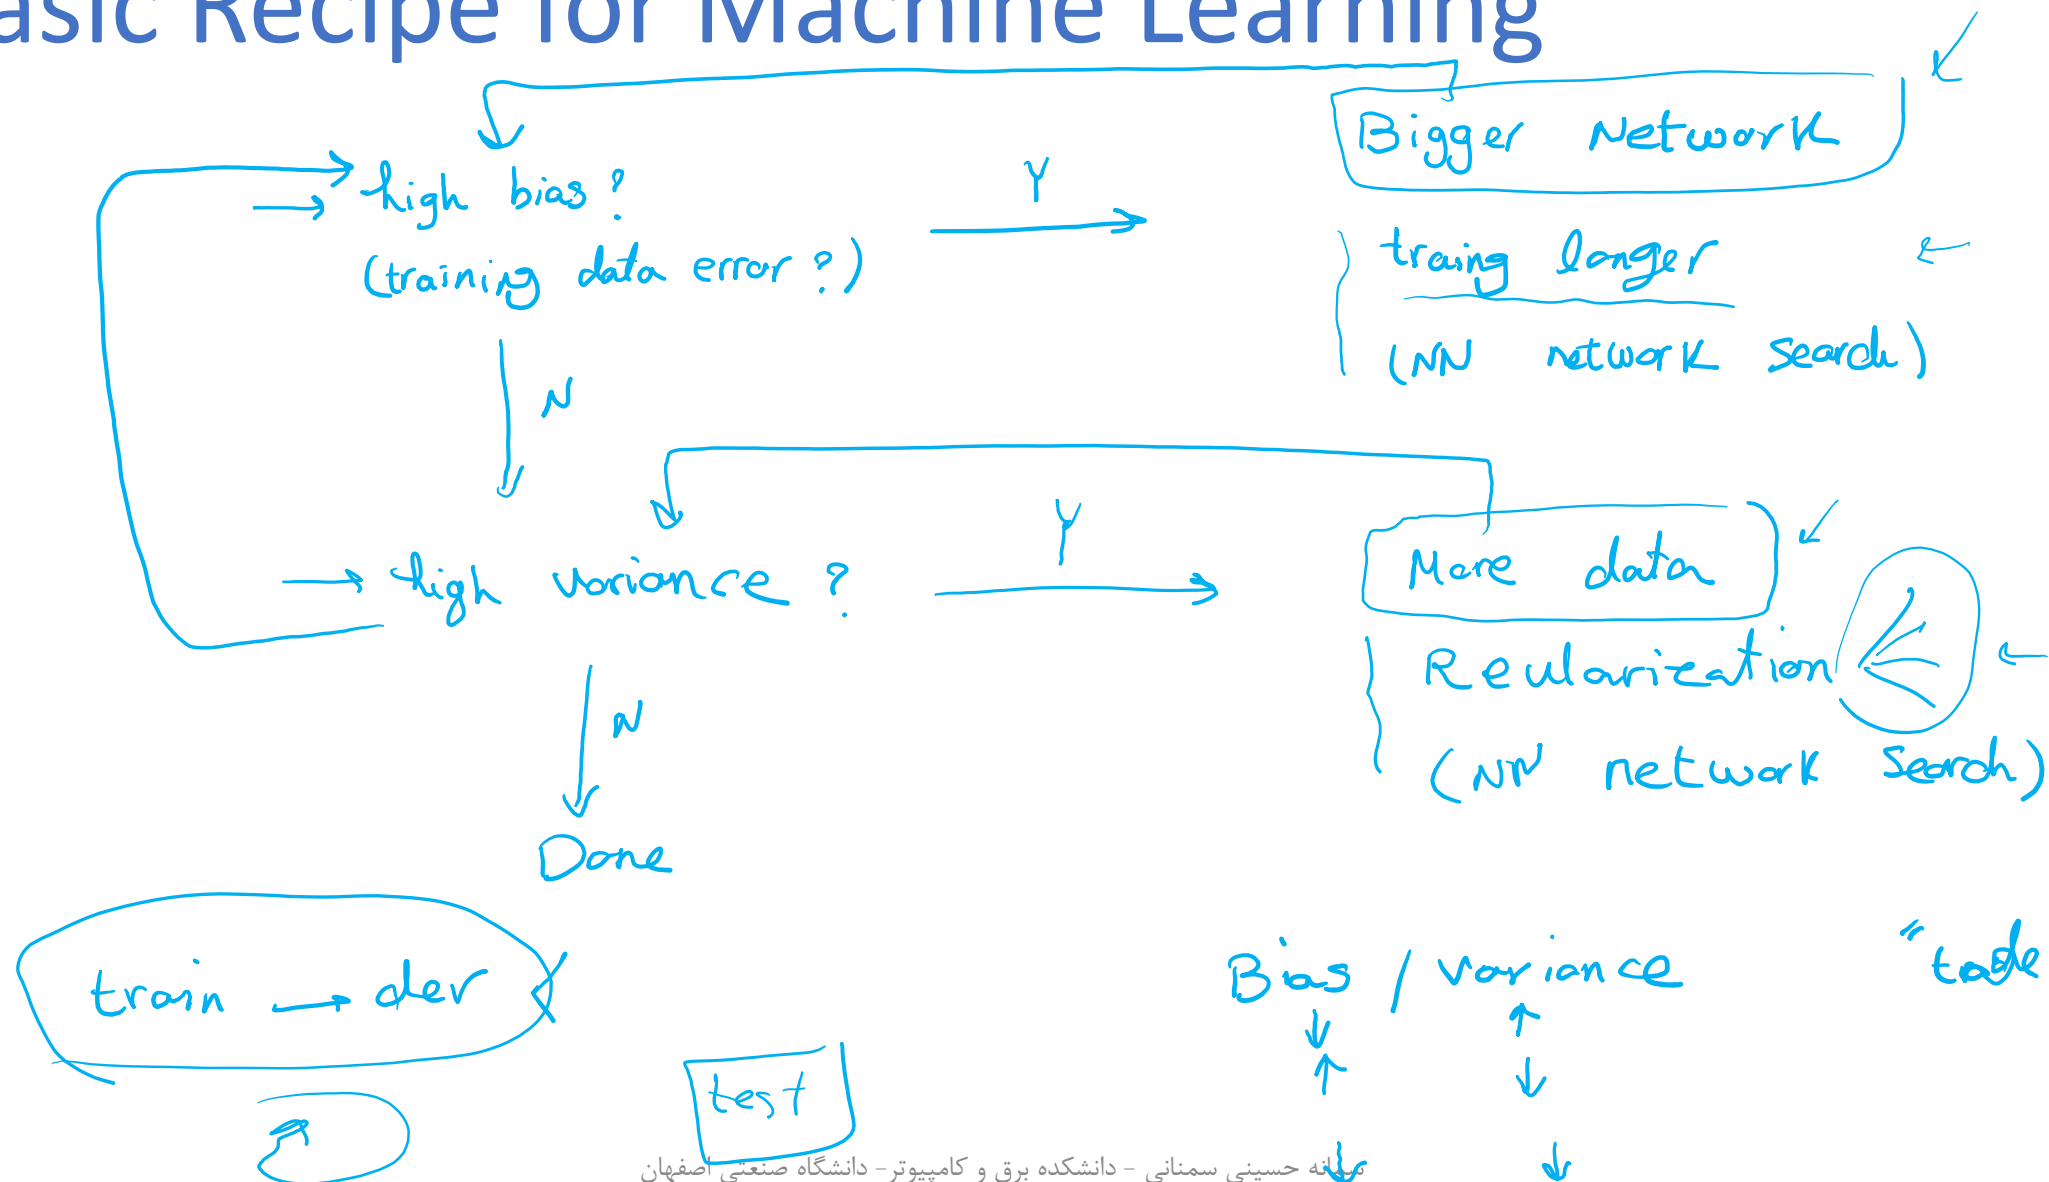 asic Recipe for Machine Learning
Bigger Network
high bias?
Y
(training data error?)
traing longer
(NN network search)
N
high variance ?
Y
More data
Reularization
N
(NN network search)
Done
train → dev
Bias / variance "trade
test
سمانه حسینی سمنانی - دانشکده برق و کامپیوتر- دانشگاه صنعتی اصفهان